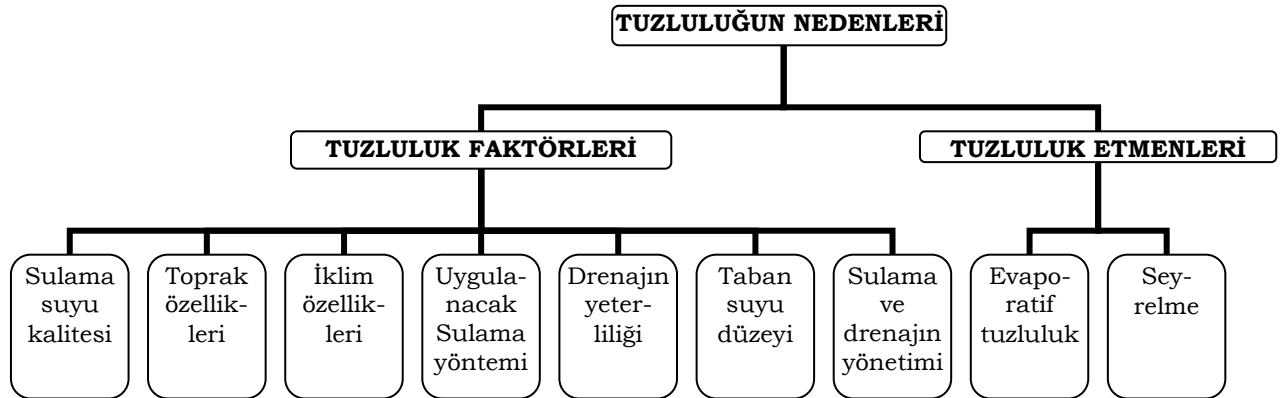 TUZLULUĞUN NEDENLERİ
TUZLULUK FAKTÖRLERİ
TUZLULUK ETMENLERİ
Sulama
suyu
kalitesi
Toprak
özellik-
leri
İklim
özellik-
leri
Uygula-
nacak
Sulama
yöntemi
Drenajın
yeter-
liliği
Taban
suyu
düzeyi
Sulama
ve
drenajın
yönetimi
Evapo-
ratif
tuzluluk
Sey-
relme